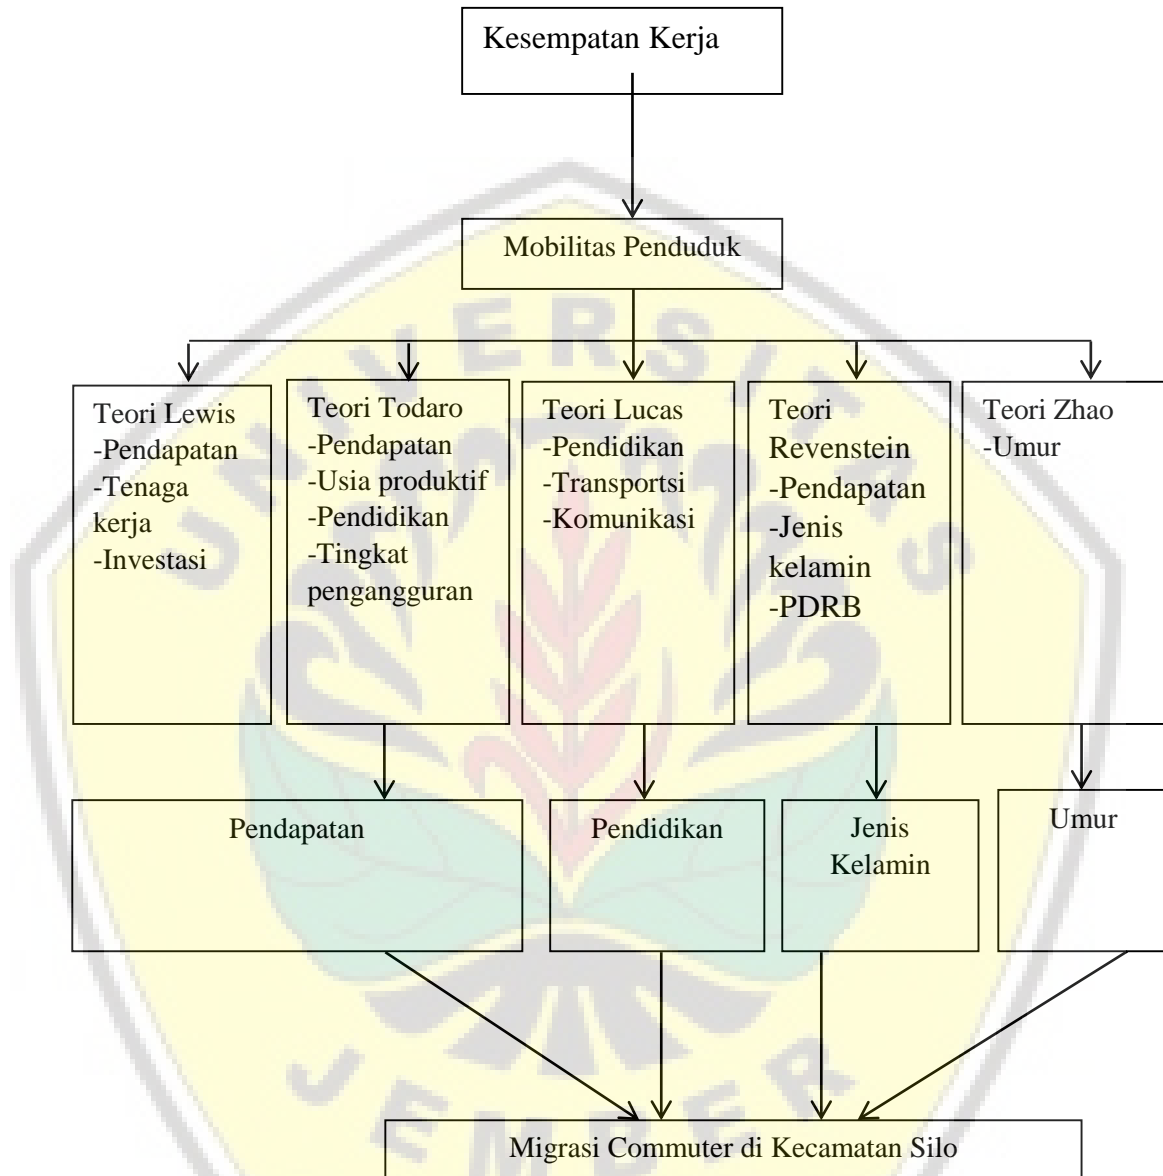 Kesempatan Kerja
Mobilitas Penduduk
Teori Lewis
-Pendapatan
-Tenaga
kerja
-Investasi
Teori Todaro
-Pendapatan
-Usia produktif
-Pendidikan
-Tingkat
pengangguran
Teori Lucas
-Pendidikan
-Transportsi
-Komunikasi
Teori
Revenstein
-Pendapatan
-Jenis
kelamin
-PDRB
Teori Zhao
-Umur
Pendapatan
Pendidikan
Jenis
Kelamin
Umur
Migrasi Commuter di Kecamatan Silo
UNIVERSITAS
JEMBER